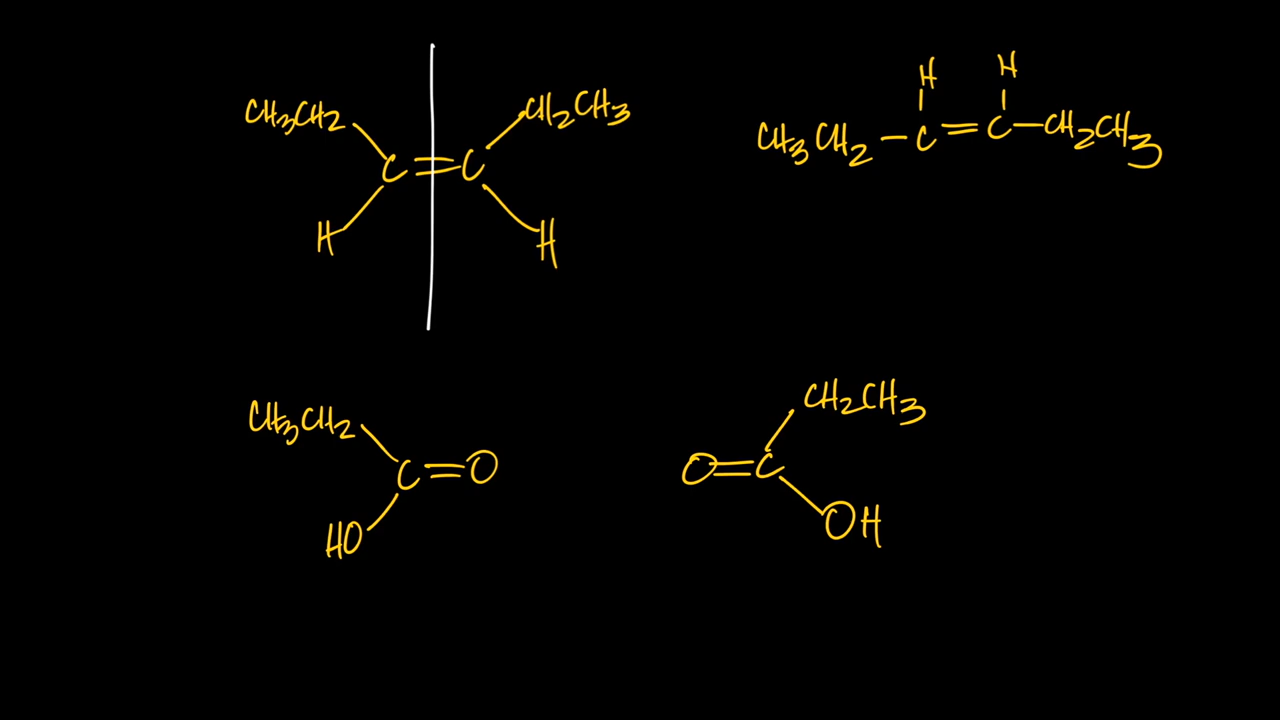 H H
CH3CH2 CH2CH3 CH3CH2 – C = C – CH2CH3
C = C
H H
CH3CH2 CH2CH3
C = O O = C
HO OH